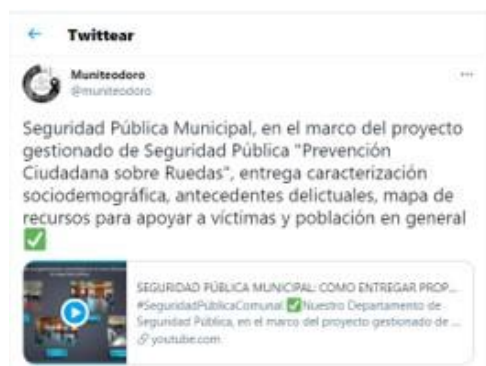 Twittear
Muniteodoro
@muniteodoro
Seguridad Pública Municipal, en el marco del proyecto
gestionado de Seguridad Pública "Prevención
Ciudadana sobre Ruedas", entrega caracterización
sociodemográfica, antecedentes delictuales, mapa de
recursos para apoyar a víctimas y población en general
✅
SEGURIDAD PÚBLICA MUNICIPAL: COMO ENTREGAR PROP...
#SeguridadPúblicaComunal ✅Nuestro Departamento de
Seguridad Pública, en el marco del proyecto gestionado de ...
youtube.com